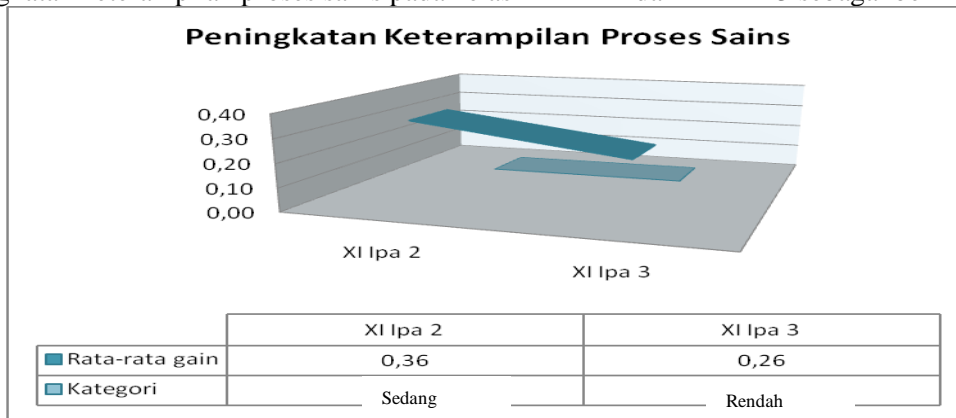 Peningkatan Keterampilan Proses Sains
0,40
0,30
0,20
0,10
0,00
XI Ipa 2
XI Ipa 3
XI Ipa 2 XI Ipa 3
Rata-rata gain 0,36 0,26
Kategori Sedang Rendah